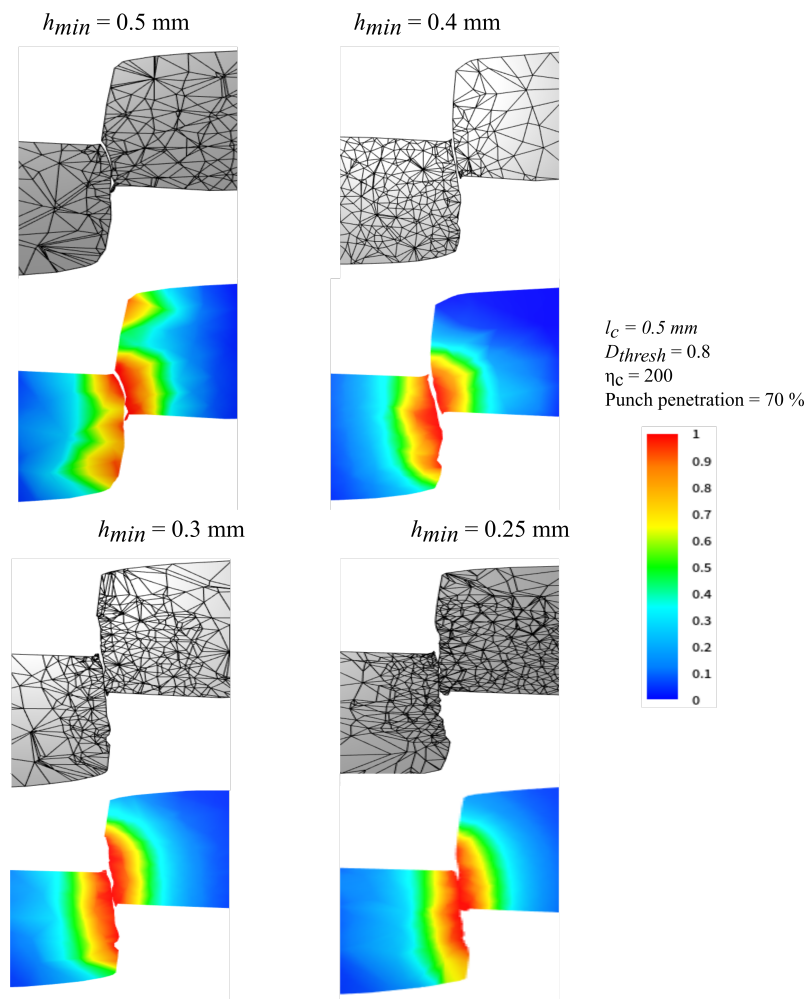 h_min = 0.5 mm
h_min = 0.4 mm
l_c = 0.5 mm
D_thresh = 0.8
η_c = 200
Punch penetration = 70 %
1
0.9
0.8
0.7
0.6
0.5
0.4
0.3
0.2
0.1
0
h_min = 0.3 mm
h_min = 0.25 mm